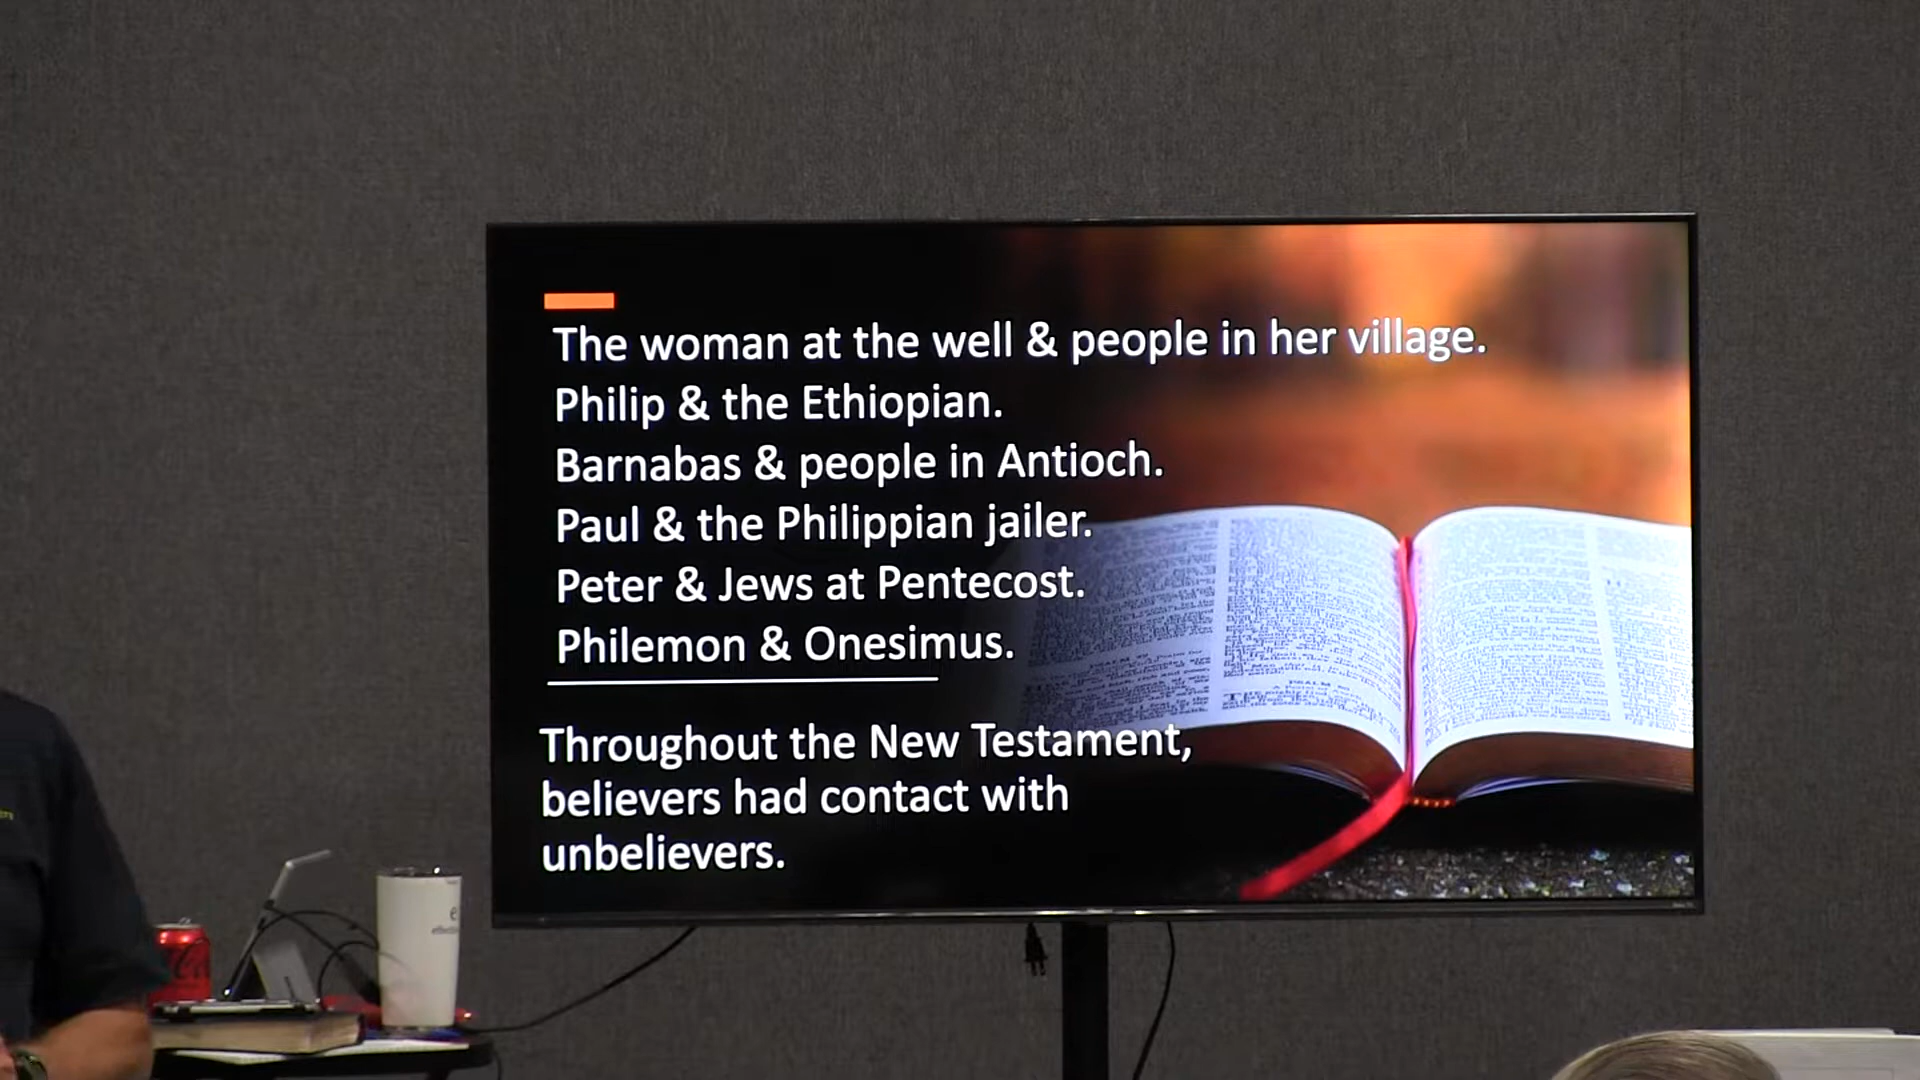 The woman at the well & people in her village.
Philip & the Ethiopian.
Barnabas & people in Antioch.
Paul & the Philippian jailer.
Peter & Jews at Pentecost.
Philemon & Onesimus.
Throughout the New Testament,
believers had contact with
unbelievers.